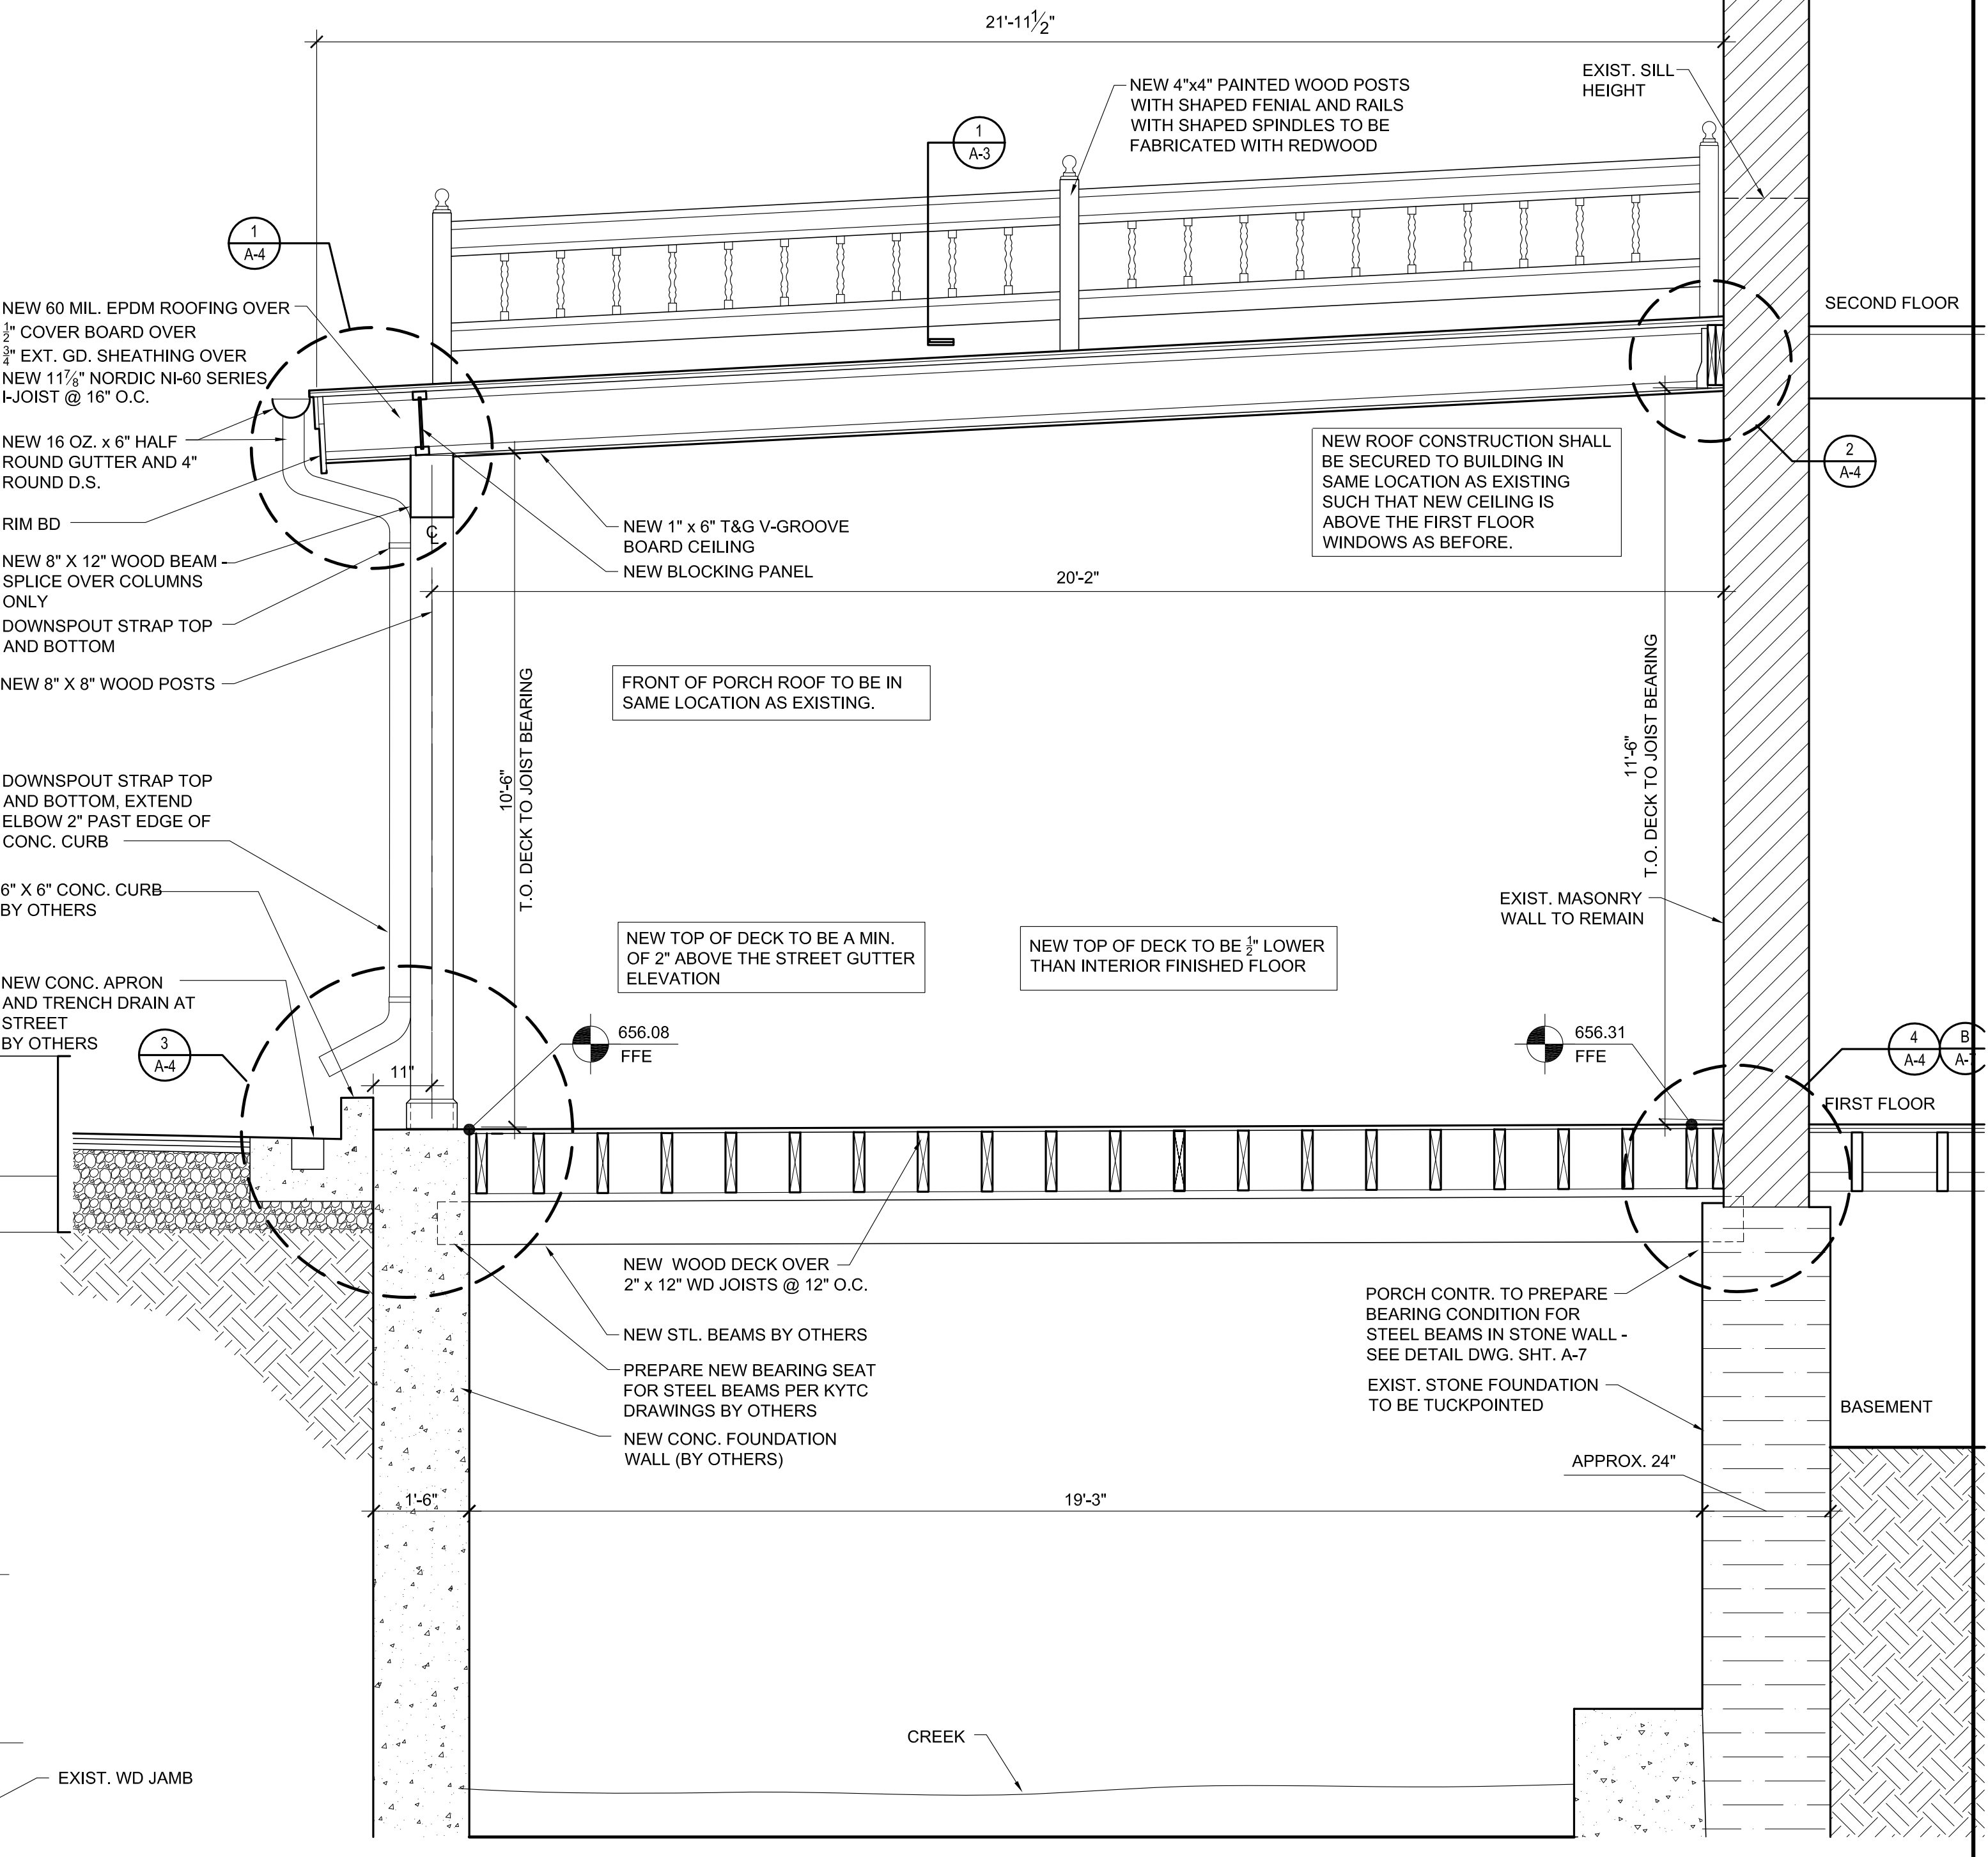 21'-11 1/2"
NEW 4"x4" PAINTED WOOD POSTS
WITH SHAPED FENIAL AND RAILS
WITH SHAPED SPINDLES TO BE
FABRICATED WITH REDWOOD
EXIST. SILL
HEIGHT
1
A-3
1
A-4
SECOND FLOOR
NEW 60 MIL. EPDM ROOFING OVER
1/2" COVER BOARD OVER
3/4" EXT. GD. SHEATHING OVER
NEW 11 7/8" NORDIC NI-60 SERIES
I-JOIST @ 16" O.C.
NEW 16 OZ. x 6" HALF
ROUND GUTTER AND 4"
ROUND D.S.
RIM BD
NEW 8" X 12" WOOD BEAM -
SPLICE OVER COLUMNS
ONLY
DOWNSPOUT STRAP TOP
AND BOTTOM
NEW 8" X 8" WOOD POSTS
CL
NEW 1" x 6" T&G V-GROOVE
BOARD CEILING
NEW BLOCKING PANEL
NEW ROOF CONSTRUCTION SHALL
BE SECURED TO BUILDING IN
SAME LOCATION AS EXISTING
SUCH THAT NEW CEILING IS
ABOVE THE FIRST FLOOR
WINDOWS AS BEFORE.
2
A-4
20'-2"
FRONT OF PORCH ROOF TO BE IN
SAME LOCATION AS EXISTING.
10'-6"
T.O. DECK TO JOIST BEARING
11'-6"
T.O. DECK TO JOIST BEARING
DOWNSPOUT STRAP TOP
AND BOTTOM, EXTEND
ELBOW 2" PAST EDGE OF
CONC. CURB
6" X 6" CONC. CURB
BY OTHERS
NEW CONC. APRON
AND TRENCH DRAIN AT
STREET
BY OTHERS
3
A-4
EXIST. MASONRY
WALL TO REMAIN
NEW TOP OF DECK TO BE A MIN.
OF 2" ABOVE THE STREET GUTTER
ELEVATION
NEW TOP OF DECK TO BE 1/2" LOWER
THAN INTERIOR FINISHED FLOOR
656.08
FFE
656.31
FFE
4
A-4
B
A-
11"
FIRST FLOOR
NEW WOOD DECK OVER
2" x 12" WD JOISTS @ 12" O.C.
NEW STL. BEAMS BY OTHERS
PREPARE NEW BEARING SEAT
FOR STEEL BEAMS PER KYTC
DRAWINGS BY OTHERS
NEW CONC. FOUNDATION
WALL (BY OTHERS)
PORCH CONTR. TO PREPARE
BEARING CONDITION FOR
STEEL BEAMS IN STONE WALL -
SEE DETAIL DWG. SHT. A-7
EXIST. STONE FOUNDATION
TO BE TUCKPOINTED
BASEMENT
APPROX. 24"
1'-6"
19'-3"
CREEK
EXIST. WD JAMB